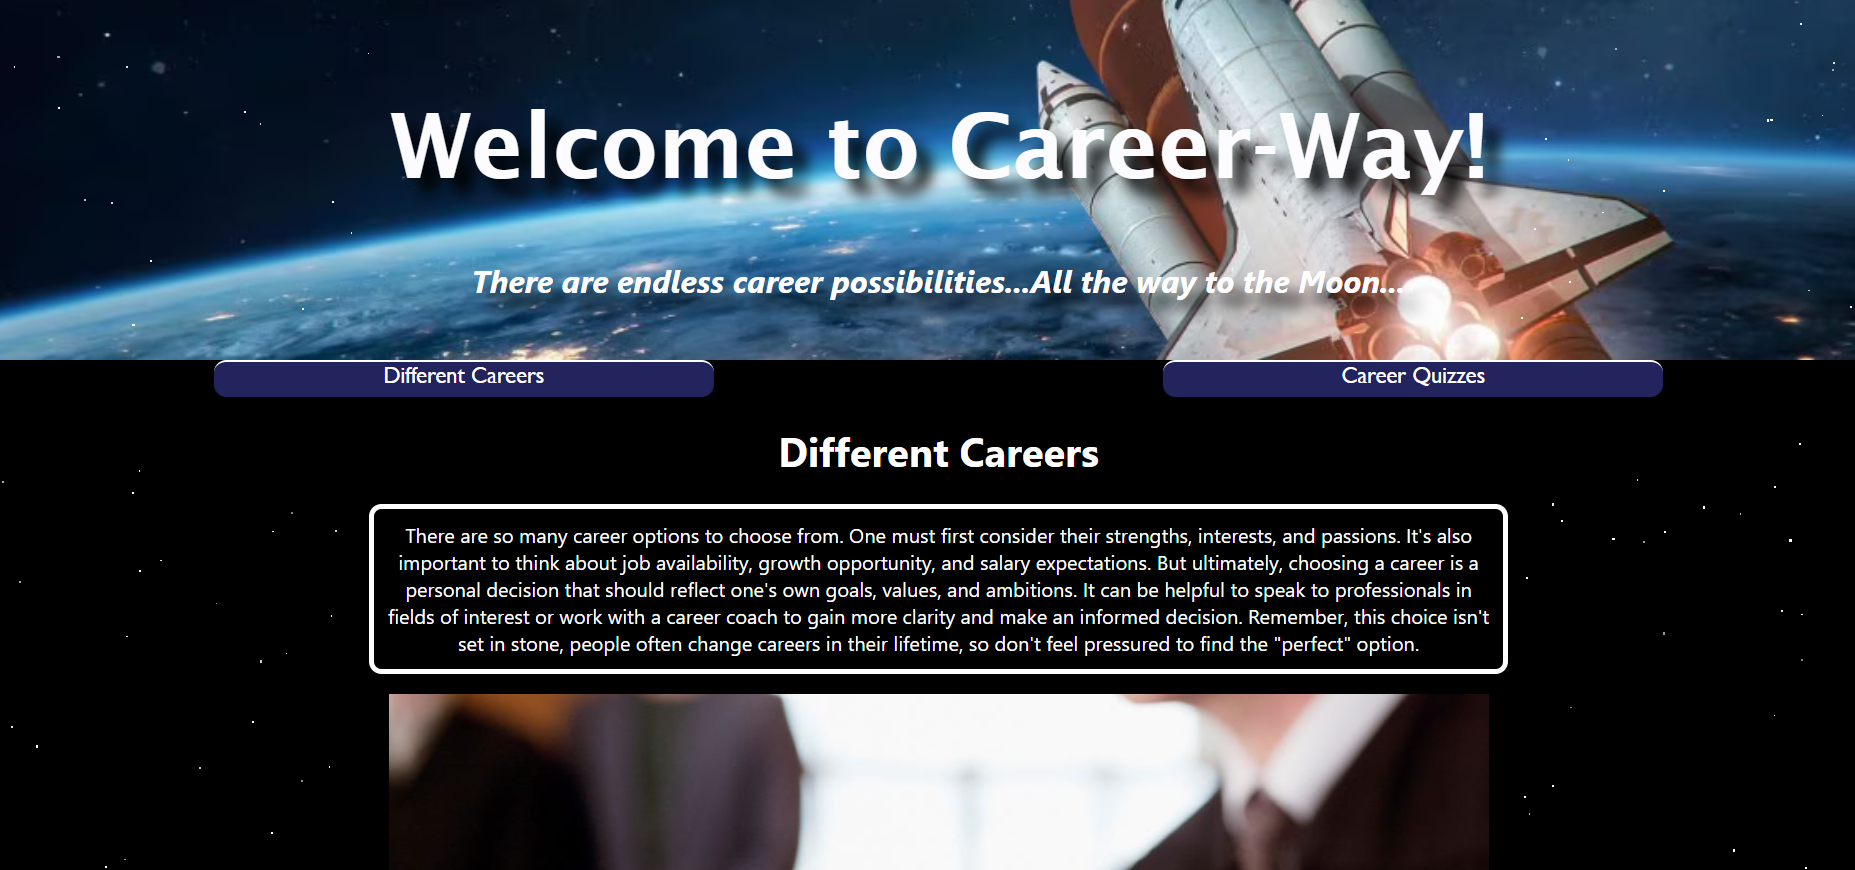 Welcome to Career-Way!
There are endless career possibilities...All the way to the Moon...
Different Careers
Career Quizzes
Different Careers
There are so many career options to choose from. One must first consider their strengths, interests, and passions. It's also
important to think about job availability, growth opportunity, and salary expectations. But ultimately, choosing a career is a
personal decision that should reflect one's own goals, values, and ambitions. It can be helpful to speak to professionals in
fields of interest or work with a career coach to gain more clarity and make an informed decision. Remember, this choice isn't
set in stone, people often change careers in their lifetime, so don't feel pressured to find the "perfect" option.